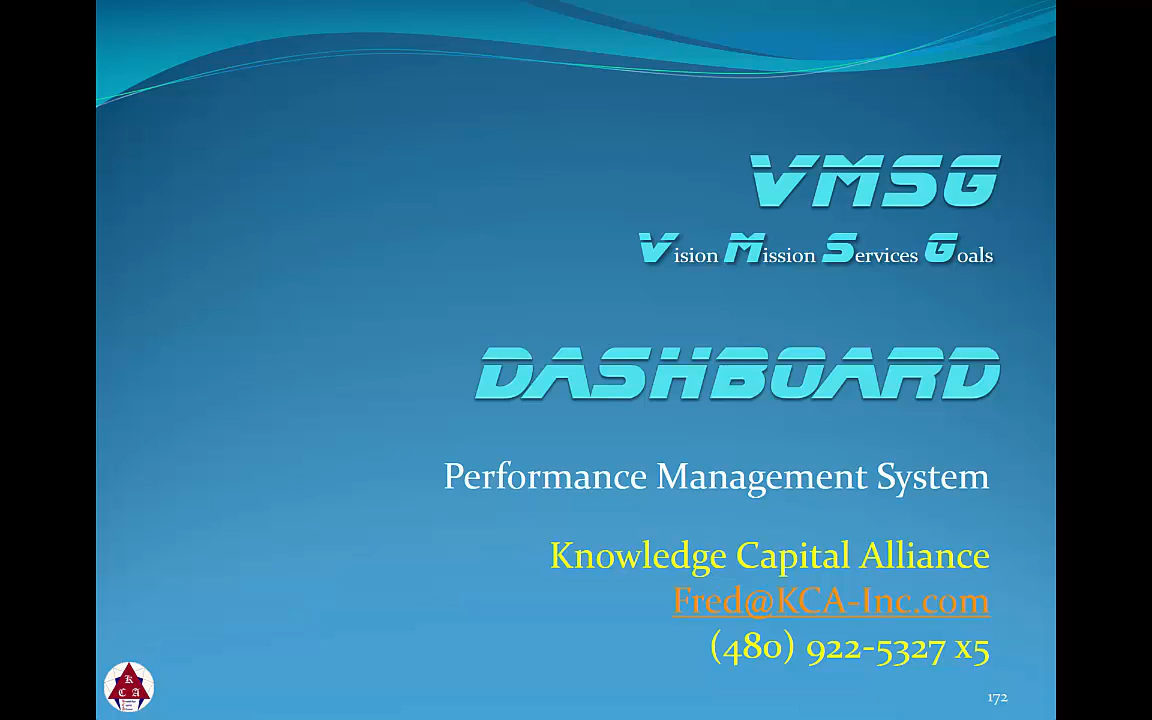 VMSG
Vision Mission Services Goals
DASHBOARD
Performance Management System
Knowledge Capital Alliance
Fred@KCA-Inc.com
(480) 922-5327 x5
K
C A
172